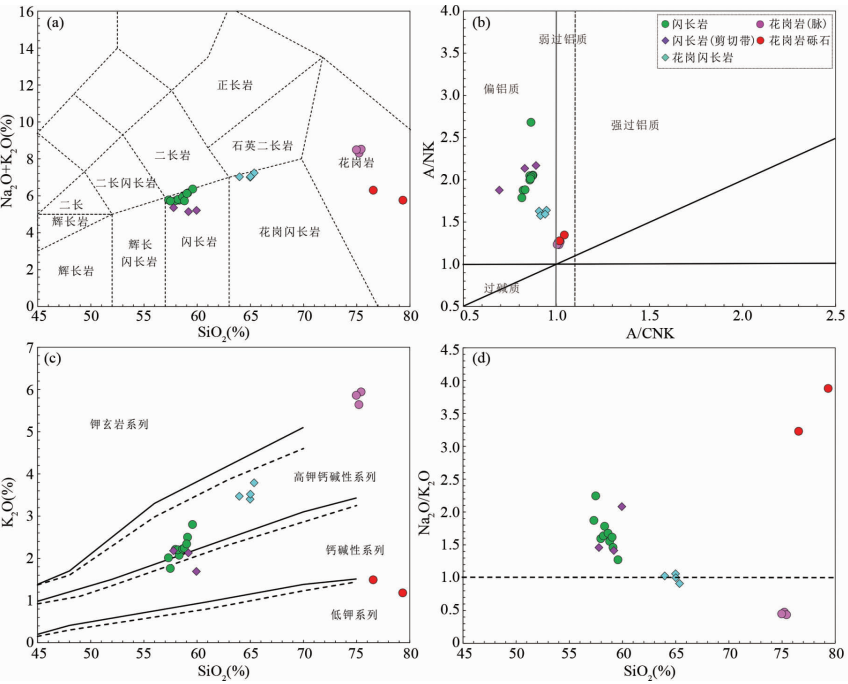 (a)
Na₂O+K₂O(%)
16
14
12
10
8
6
4
2
0
正长岩
石英二长岩
二长岩
花岗岩
二长闪长岩
二长
辉长岩
辉长
闪长岩
闪长岩
花岗闪长岩
辉长岩
45
50
55
60
65
70
75
80
SiO₂(%)
(b)
A/NK
4.0
3.5
3.0
2.5
2.0
1.5
1.0
0.5
弱过铝质
偏铝质
强过铝质
过碱质
闪长岩
花岗岩(脉)
闪长岩(剪切带)
花岗岩砾石
花岗闪长岩
0.5
1.0
1.5
2.0
2.5
A/CNK
(c)
K₂O(%)
7
6
5
4
3
2
1
0
钾玄岩系列
高钾钙碱性系列
钙碱性系列
低钾系列
45
50
55
60
65
70
75
80
SiO₂(%)
(d)
Na₂O/K₂O
4.5
4.0
3.5
3.0
2.5
2.0
1.5
1.0
0.5
0
45
50
55
60
65
70
75
80
SiO₂(%)